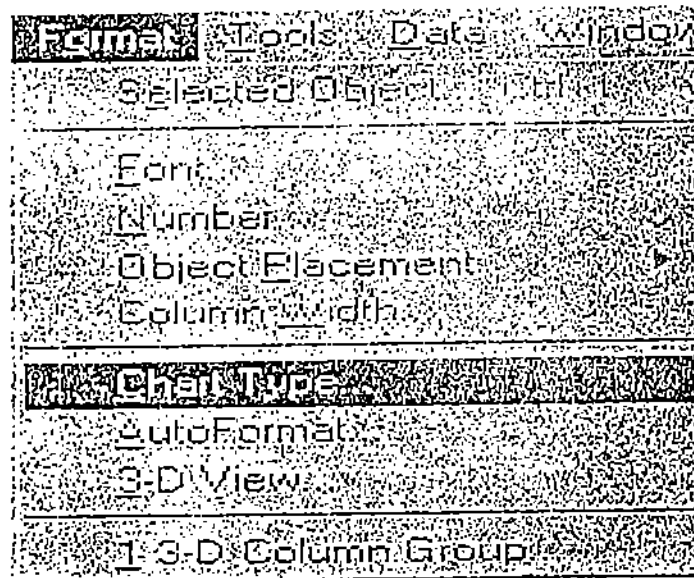 Format Tools Data Window
Selected Object...
Font...
Number...
Object Placement
Column Width...
Chart Type...
AutoFormat...
3-D View...
1 3-D Column Group...